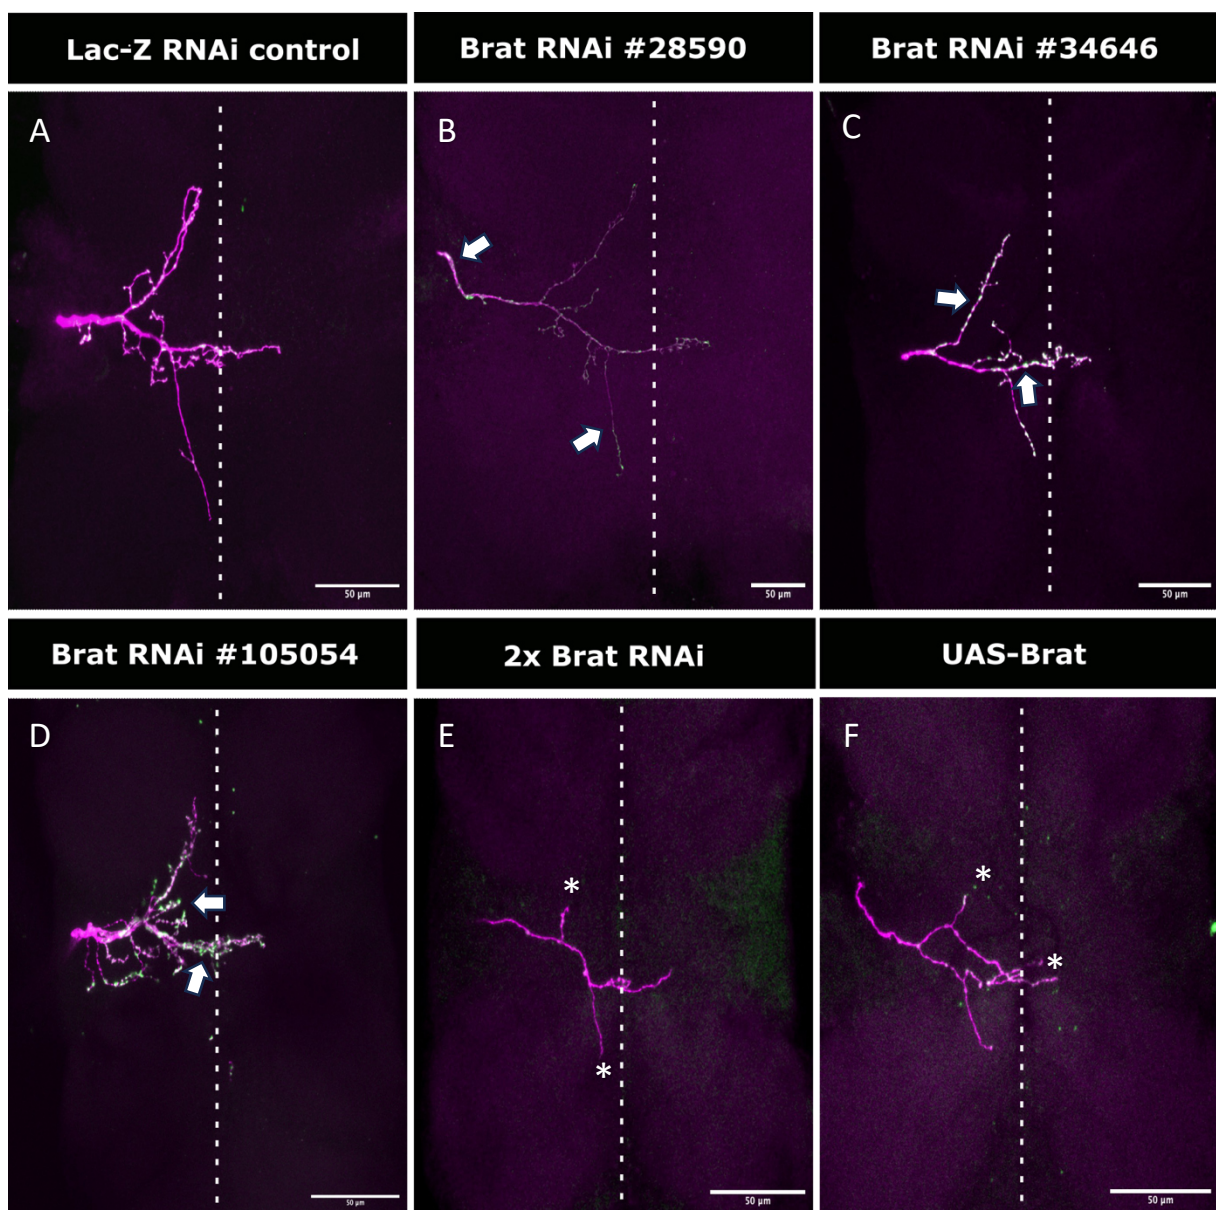 Lac-Z RNAi control
Brat RNAi #28590
Brat RNAi #34646
A
B
C
50 µm
50 µm
50 µm
Brat RNAi #105054
2x Brat RNAi
UAS-Brat
D
E
F
*
*
*
*
50 µm
50 µm
50 µm